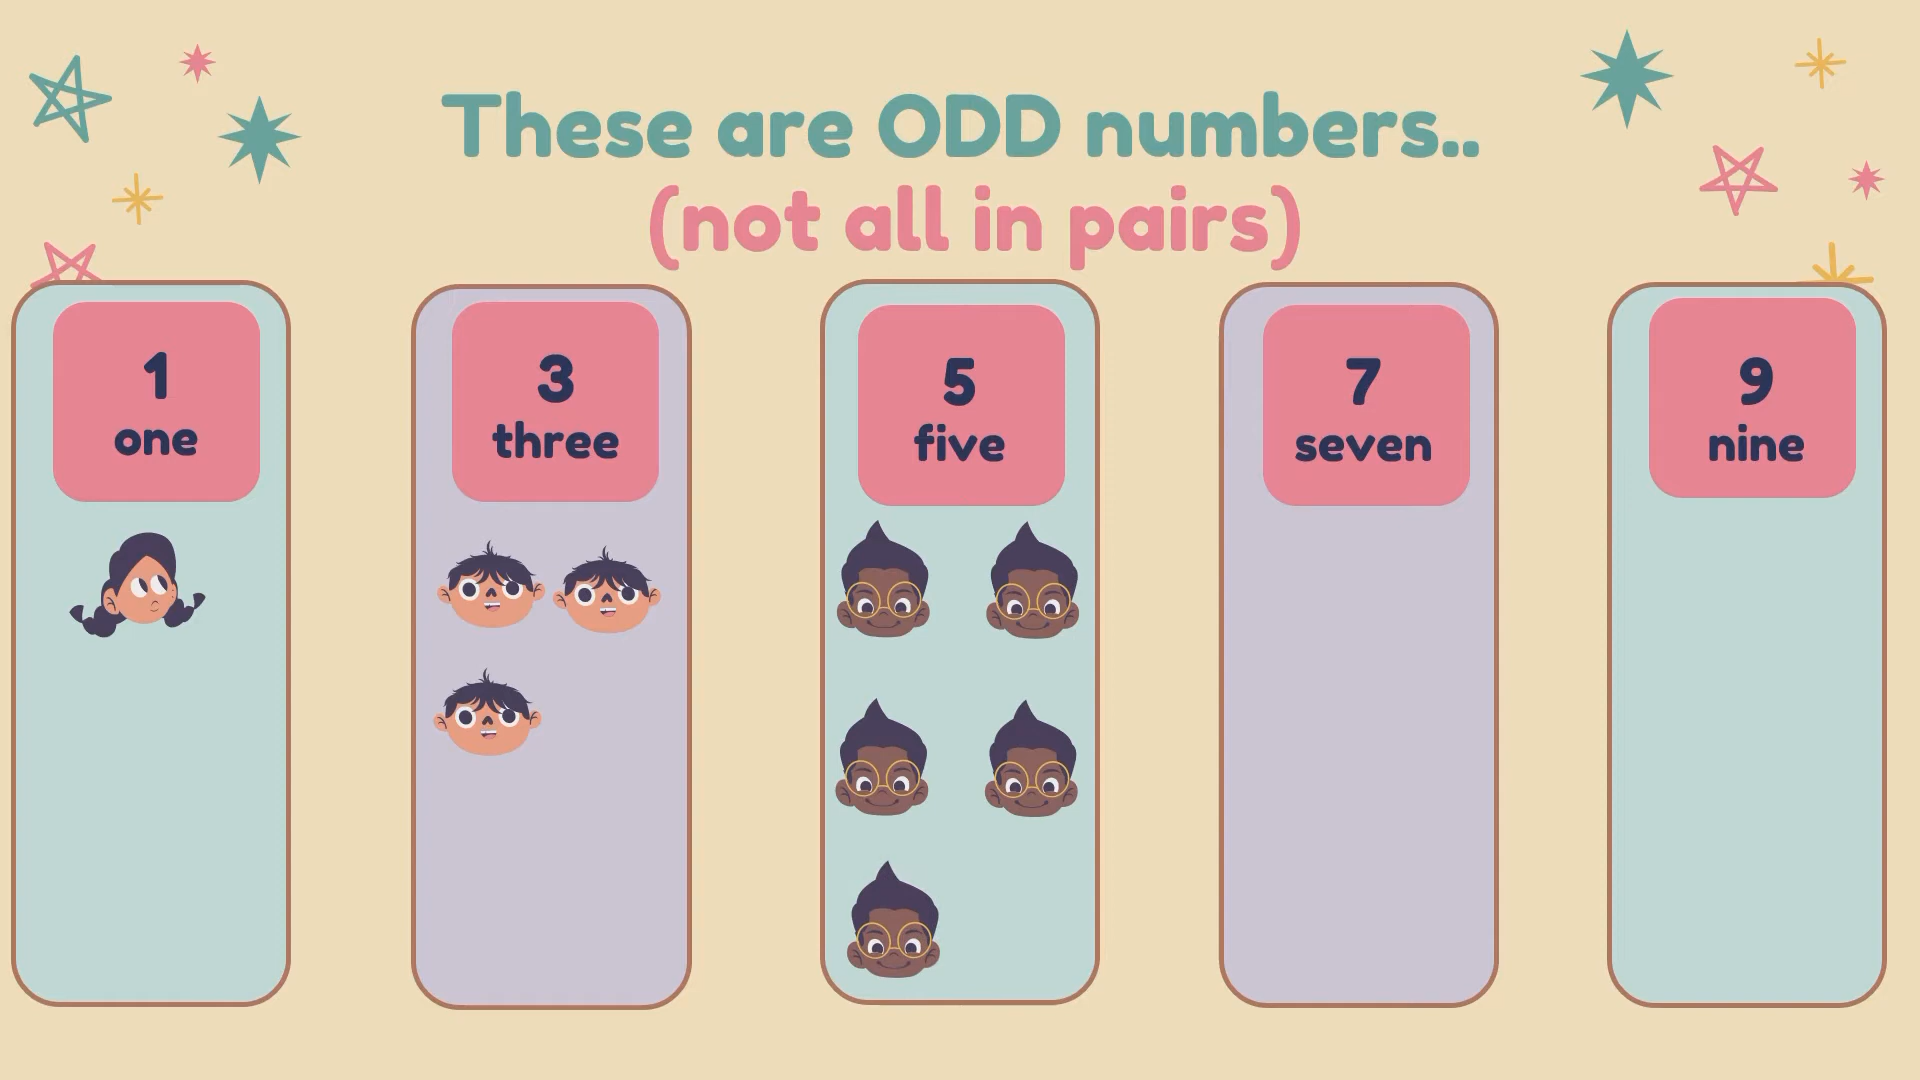 These are ODD numbers..
(not all in pairs)
1
one
3
three
5
five
7
seven
9
nine